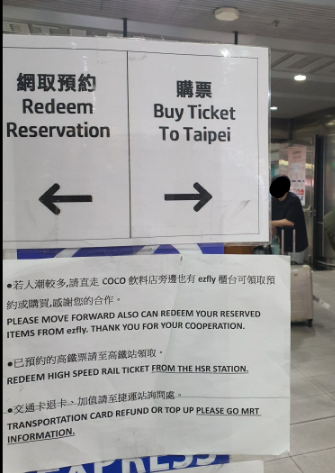 網取預約
Redeem
Reservation
←
購票
Buy Ticket
To Taipei
→
●若人潮較多,請直走 COCO 飲料店旁邊也有 ezfly 櫃台可領取預
約或購買,感謝您的合作。
PLEASE MOVE FORWARD ALSO CAN REDEEM YOUR RESERVED
ITEMS FROM ezfly. THANK YOU FOR YOUR COOPERATION.
●已預約的高鐵票請至高鐵站領取。
REDEEM HIGH SPEED RAIL TICKET FROM THE HSR STATION.
●交通卡退卡、加值請至捷運站詢問處。
TRANSPORTATION CARD REFUND OR TOP UP PLEASE GO MRT
INFORMATION.
EXPRESS